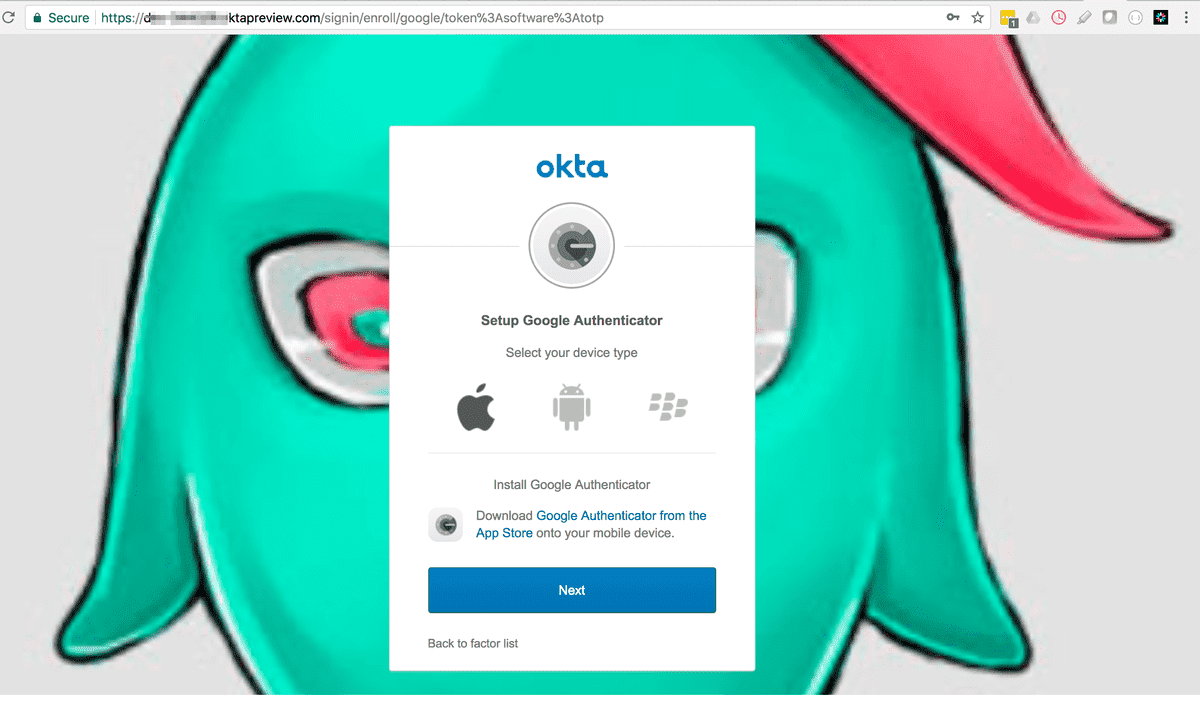 Secure https://d ktapreview.com/signin/enroll/google/token%3Asoftware%3Atotp
1
okta
Setup Google Authenticator
Select your device type
Install Google Authenticator
Download Google Authenticator from the
App Store onto your mobile device.
Next
Back to factor list